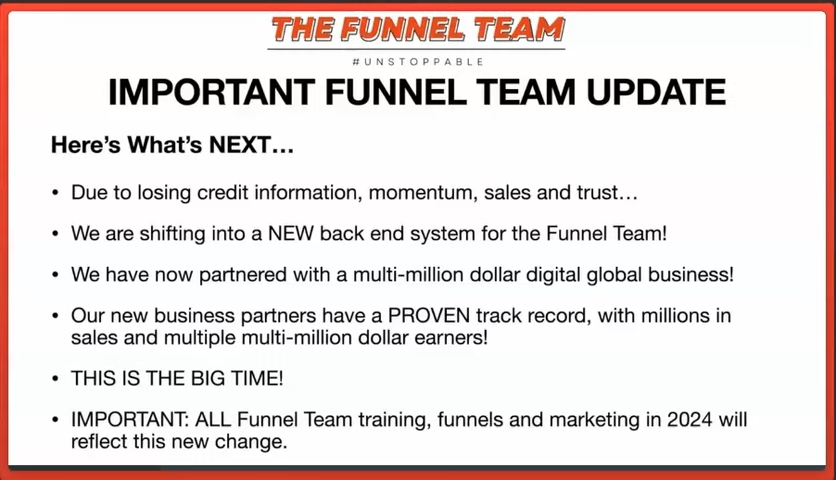 THE FUNNEL TEAM
#UNSTOPPABLE
IMPORTANT FUNNEL TEAM UPDATE
Here's What's NEXT...
• Due to losing credit information, momentum, sales and trust...
• We are shifting into a NEW back end system for the Funnel Team!
• We have now partnered with a multi-million dollar digital global business!
• Our new business partners have a PROVEN track record, with millions in
sales and multiple multi-million dollar earners!
• THIS IS THE BIG TIME!
• IMPORTANT: ALL Funnel Team training, funnels and marketing in 2024 will
reflect this new change.